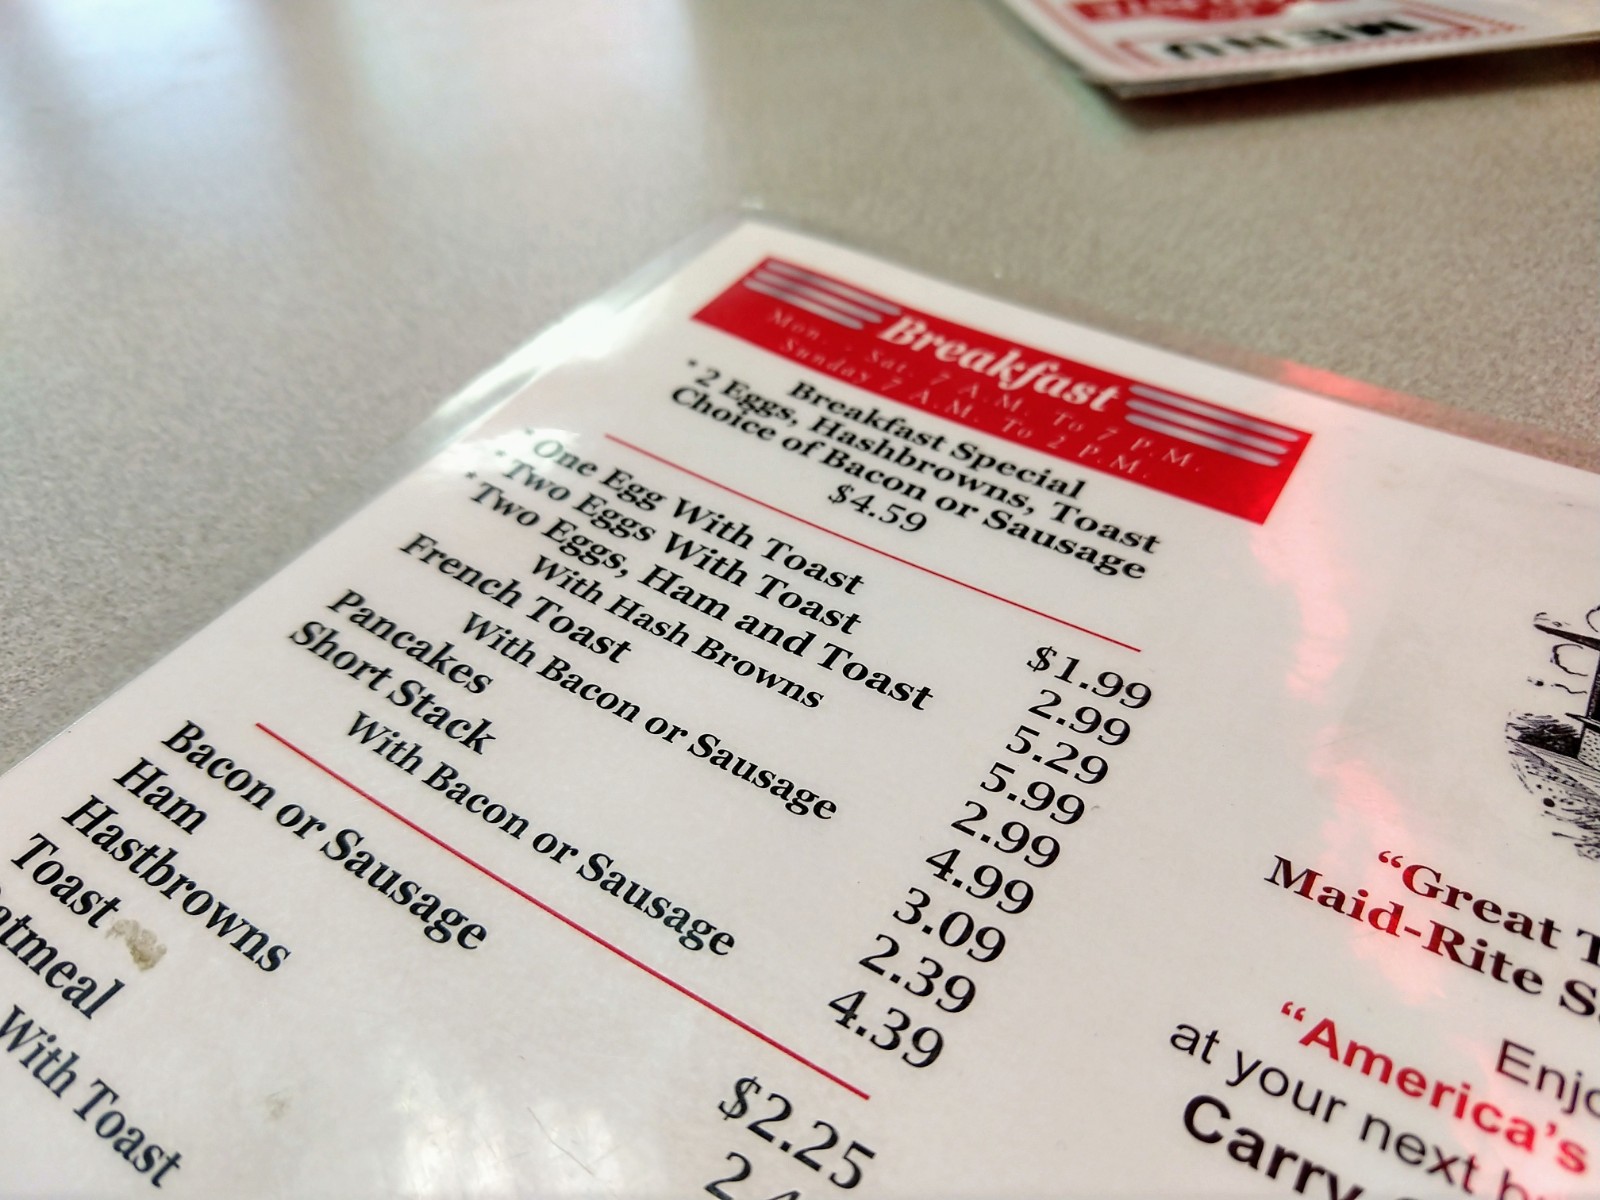 MENU
Breakfast
Mon. Sat. 7 A.M. To 7 P.M.
Sunday 7 A.M. To 2 P.M.
Breakfast Special
*2 Eggs, Hashbrowns, Toast
Choice of Bacon or Sausage
$4.59
*One Egg With Toast $1.99
*Two Eggs With Toast 2.99
*Two Eggs, Ham and Toast 5.29
With Hash Browns 5.99
French Toast 2.99
With Bacon or Sausage 4.99
Pancakes 3.09
Short Stack 2.39
With Bacon or Sausage 4.39
Bacon or Sausage $2.25
Ham
Hastbrowns
Toast
atmeal
With Toast
"Great
Maid-Rite
Enjo
"America's
at your next
Carry